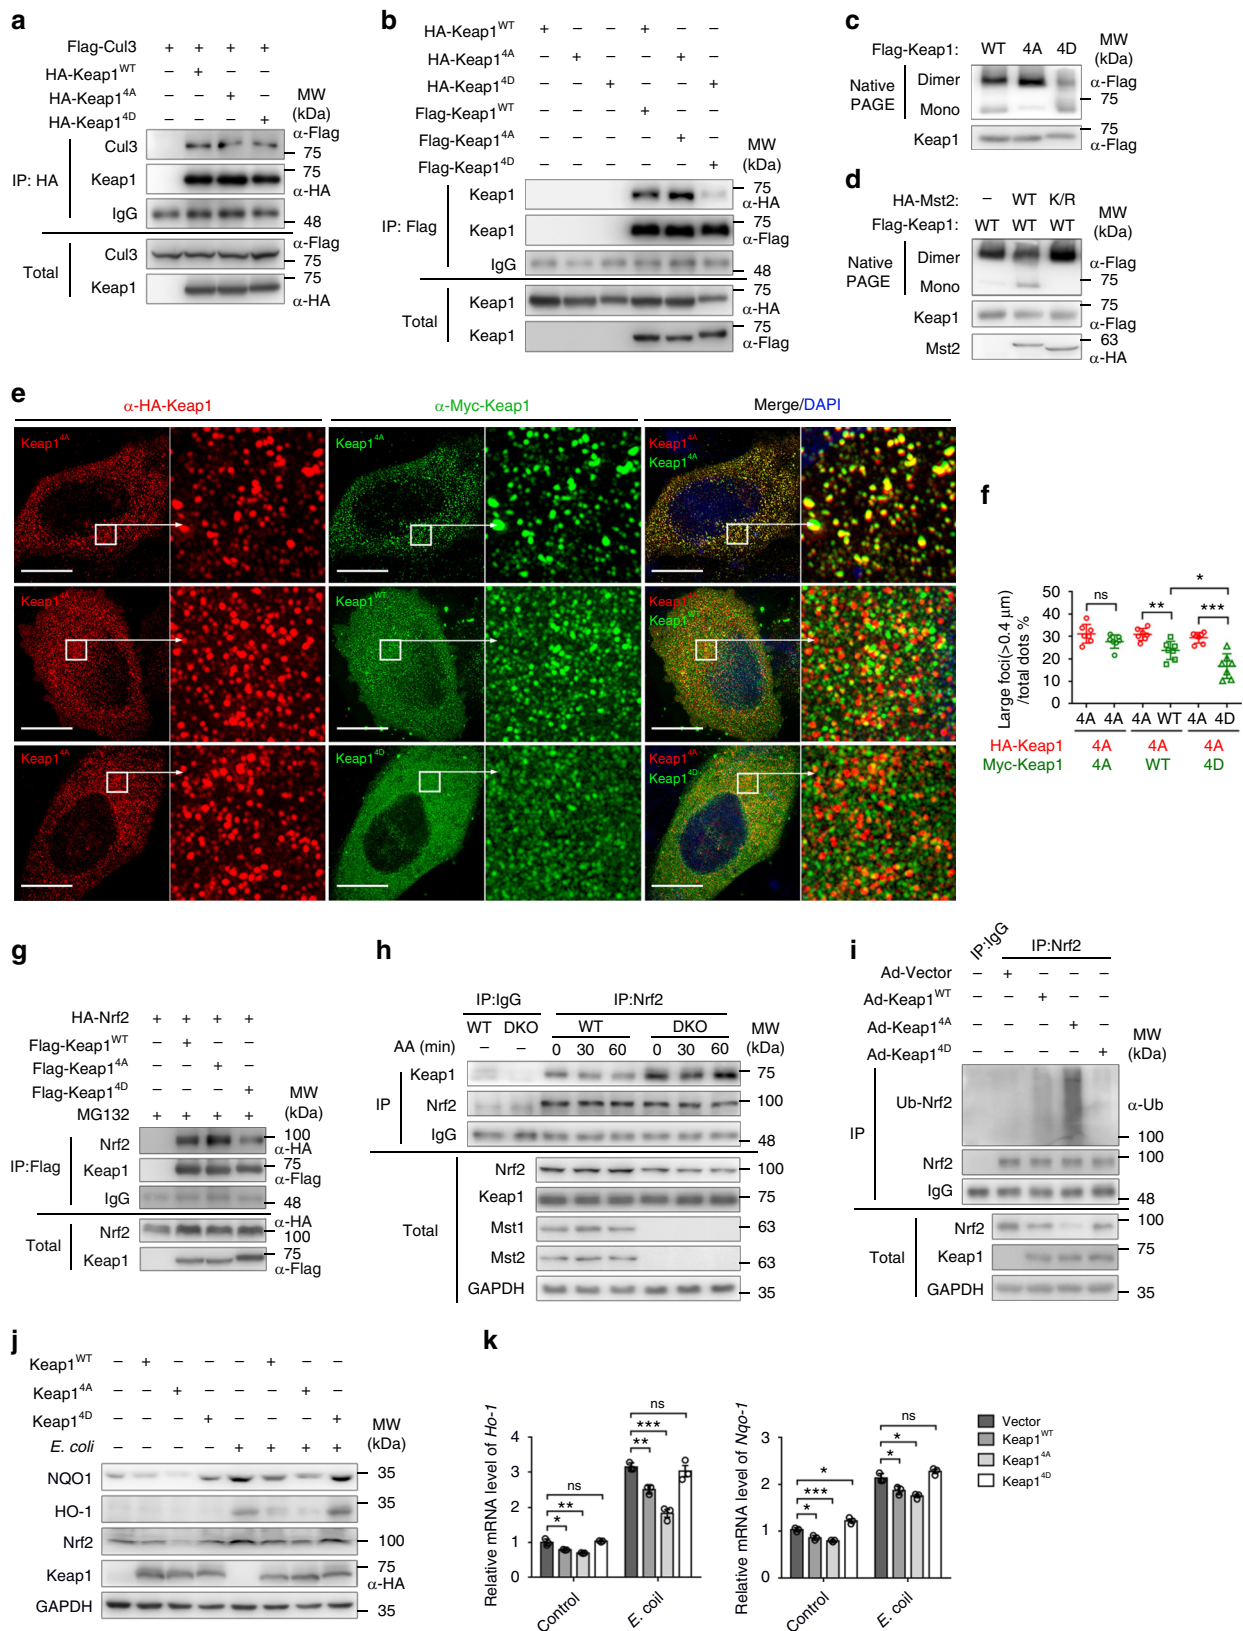 a
Flag-Cul3 + + + +
HA-Keap1WT – + – –
HA-Keap14A – – + –
HA-Keap14D – – – +
MW (kDa)
IP: HA
Cul3 α-Flag 75
Keap1 75 α-HA
IgG 48
Total
Cul3 α-Flag 75
Keap1 75 α-HA
b
HA-Keap1WT + – – + – –
HA-Keap14A – + – – + –
HA-Keap14D – – + – – +
Flag-Keap1WT – – – + – –
Flag-Keap14A – – – – + –
Flag-Keap14D – – – – – +
MW (kDa)
IP: Flag
Keap1 75 α-HA
Keap1 75 α-Flag
IgG 48
Total
Keap1 75 α-HA
Keap1 75 α-Flag
c
Flag-Keap1: WT 4A 4D
MW (kDa)
Native PAGE
Dimer α-Flag
Mono 75
Keap1 75 α-Flag
d
HA-Mst2: – WT K/R
Flag-Keap1: WT WT WT
MW (kDa)
Native PAGE
Dimer α-Flag
Mono 75
Keap1 75 α-Flag
Mst2 63 α-HA
e
α-HA-Keap1 α-Myc-Keap1 Merge/DAPI
Keap14A Keap14A Keap14A
Keap14A
Keap14A Keap1WT Keap14A
Keap1WT
Keap14A Keap14D Keap14A
Keap14D
f
Large foci(>0.4 μm) /total dots %
50
40
30
20
10
0
ns ** *** *
4A 4A 4A WT 4A 4D
HA-Keap1 4A 4A 4A
Myc-Keap1 4A WT 4D
g
HA-Nrf2 + + + +
Flag-Keap1WT – + – –
Flag-Keap14A – – + –
Flag-Keap14D – – – +
MG132 + + + +
MW (kDa)
IP:Flag
Nrf2 100 α-HA
Keap1 75 α-Flag
IgG 48
Total
Nrf2 α-HA 100
Keap1 75 α-Flag
h
IP:IgG IP:Nrf2
WT DKO WT DKO
AA (min) – – 0 30 60 0 30 60
MW (kDa)
IP
Keap1 75
Nrf2 100
IgG 48
Total
Nrf2 100
Keap1 75
Mst1 63
Mst2 63
GAPDH 35
i
IP:IgG IP:Nrf2
Ad-Vector – + – – –
Ad-Keap1WT – – + – –
Ad-Keap14A – – – + –
Ad-Keap14D – – – – +
MW (kDa)
IP
Ub-Nrf2 α-Ub
100
Nrf2 100
IgG 48
Total
Nrf2 100
Keap1 75
GAPDH 35
j
Keap1WT – + – – – + – –
Keap14A – – + – – – + –
Keap14D – – – + – – – +
E. coli – – – – + + + +
MW (kDa)
NQO1 35
HO-1 35
Nrf2 100
Keap1 75 α-HA
GAPDH 35
k
Relative mRNA level of Ho-1
4
3
2
1
0
ns
**
*
ns
***
**
Control E. coil
Relative mRNA level of Nqo-1
3
2
1
0
*
***
*
ns
*
*
Control E. coil
Vector
Keap1WT
Keap14A
Keap14D